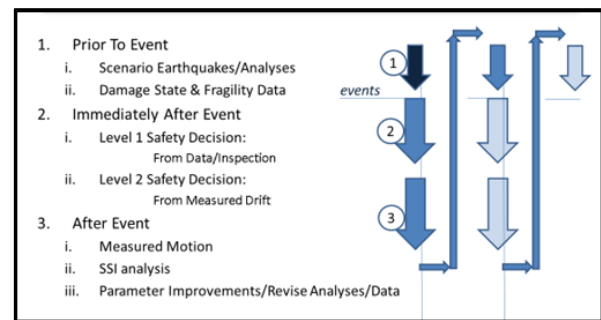 1. Prior To Event
i. Scenario Earthquakes/Analyses
ii. Damage State & Fragility Data
2. Immediately After Event
i. Level 1 Safety Decision:
From Data/Inspection
ii. Level 2 Safety Decision:
From Measured Drift
3. After Event
i. Measured Motion
ii. SSI analysis
iii. Parameter Improvements/Revise Analyses/Data
1
events
2
3